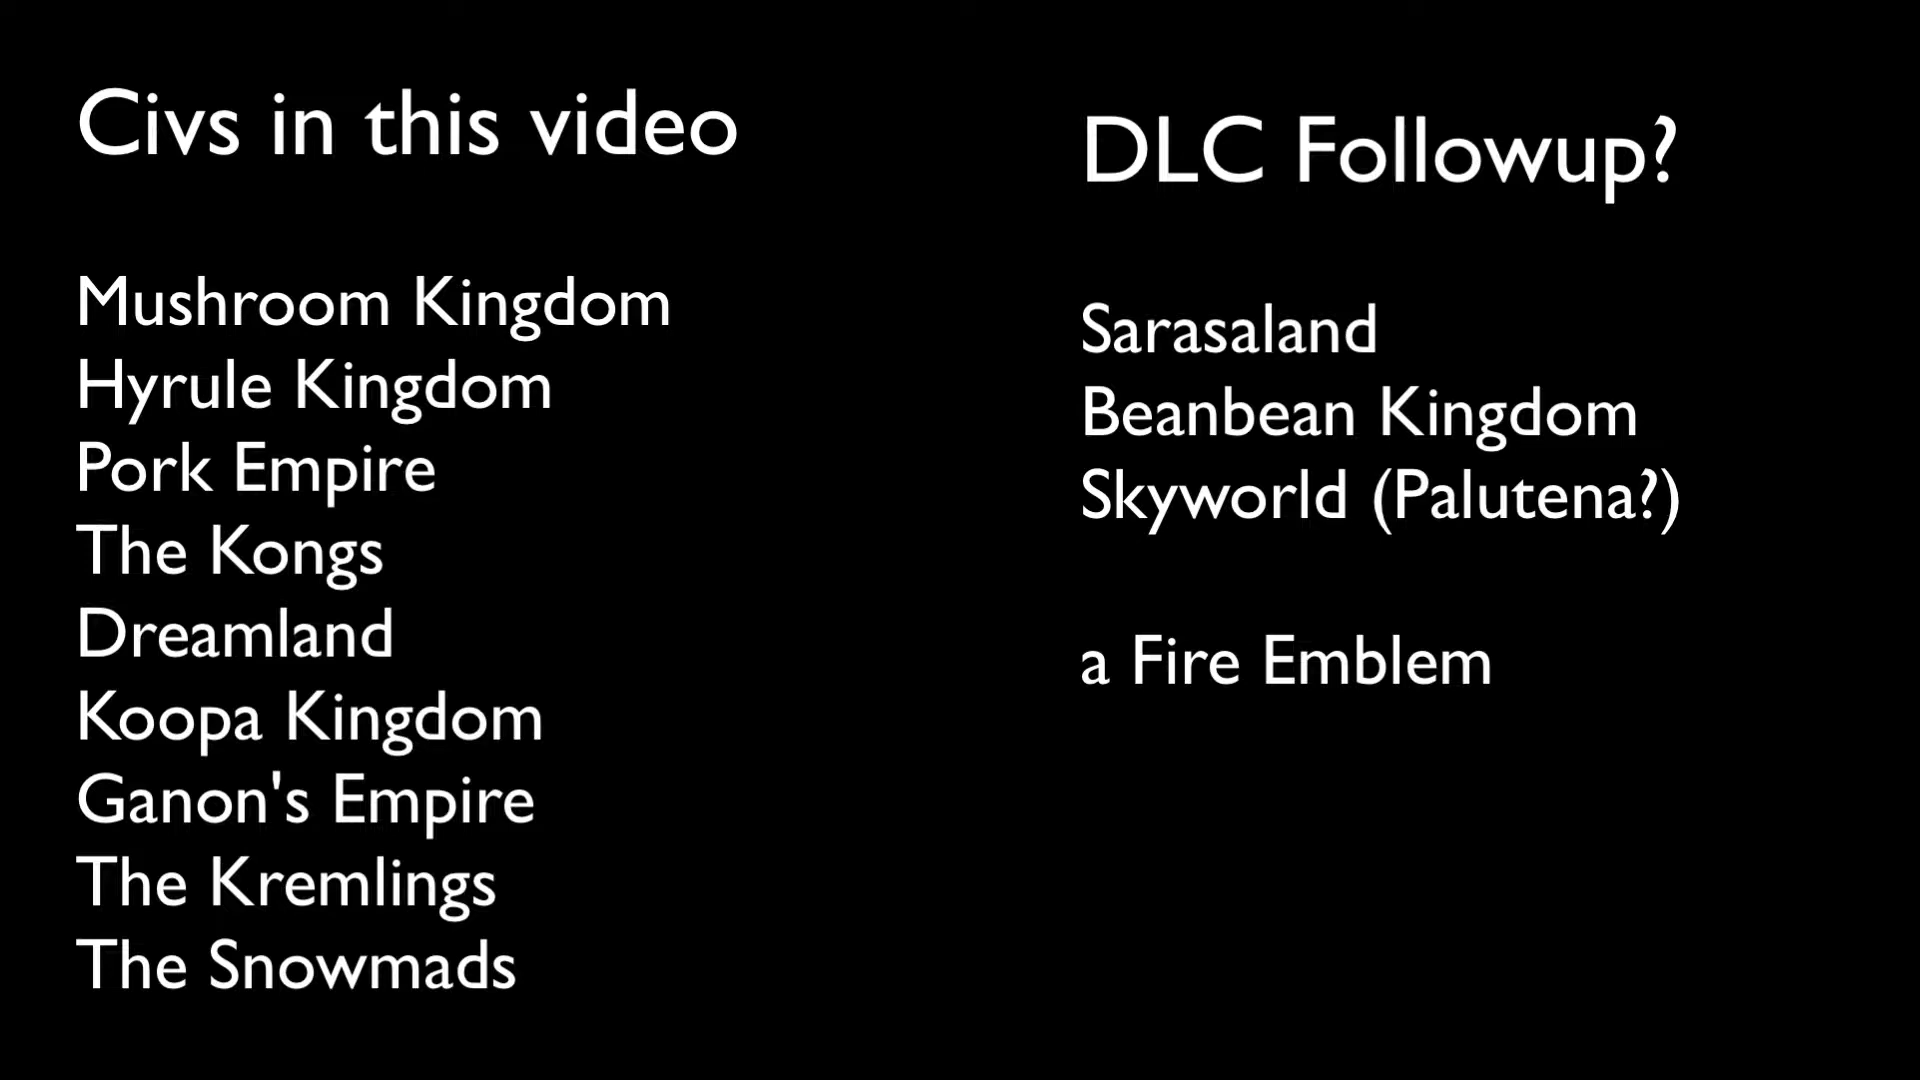 Civs in this video
Mushroom Kingdom
Hyrule Kingdom
Pork Empire
The Kongs
Dreamland
Koopa Kingdom
Ganon's Empire
The Kremlings
The Snowmads
DLC Followup?
Sarasaland
Beanbean Kingdom
Skyworld (Palutena?)
a Fire Emblem